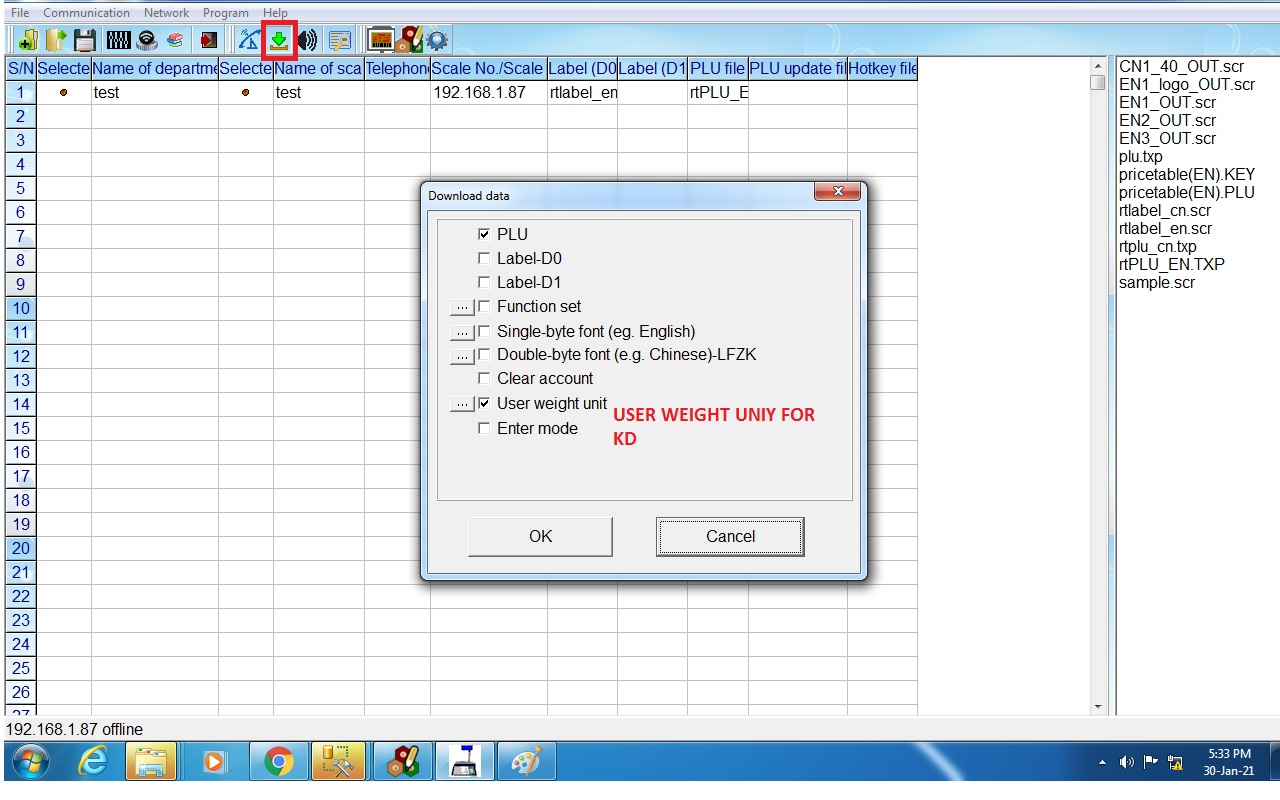 File Communication Network Program Help
S/N Selecte Name of departme Selecte Name of sca Telephon Scale No./Scale Label (D0 Label (D1 PLU file PLU update fil Hotkey file
1 test test 192.168.1.87 rtlabel_en rtPLU_E
2
3
4
5
6
7
8
9
10
11
12
13
14
15
16
17
18
19
20
21
22
23
24
25
26
27
CN1_40_OUT.scr
EN1_logo_OUT.scr
EN1_OUT.scr
EN2_OUT.scr
EN3_OUT.scr
plu.txp
pricetable(EN).KEY
pricetable(EN).PLU
rtlabel_cn.scr
rtlabel_en.scr
rtplu_cn.txp
rtPLU_EN.TXP
sample.scr
Download data
PLU
Label-D0
Label-D1
... Function set
... Single-byte font (eg. English)
... Double-byte font (e.g. Chinese)-LFZK
Clear account
... User weight unit
Enter mode
USER WEIGHT UNIY FOR
KD
OK Cancel
192.168.1.87 offline
5:33 PM
30-Jan-21